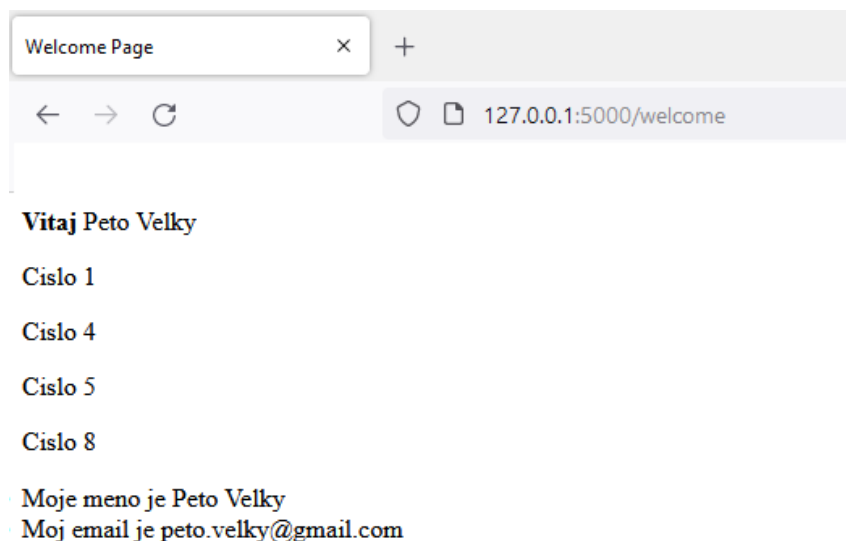 Welcome Page
127.0.0.1:5000/welcome
Vitaj Peto Velky
Cislo 1
Cislo 4
Cislo 5
Cislo 8
Moje meno je Peto Velky
Moj email je peto.velky@gmail.com